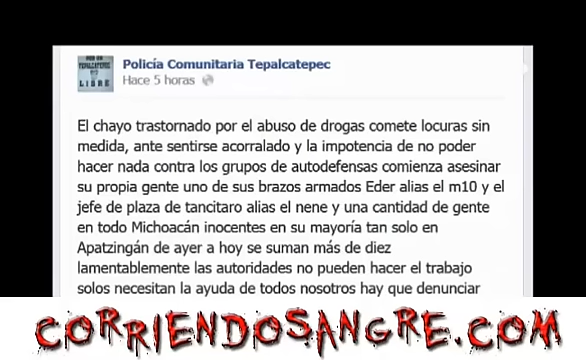 Policía Comunitaria Tepalcatepec
Hace 5 horas
TEPALCATEPEC
LIBRE
El chayo trastornado por el abuso de drogas comete locuras sin
medida, ante sentirse acorralado y la impotencia de no poder
hacer nada contra los grupos de autodefensas comienza asesinar
su propia gente uno de sus brazos armados Eder alias el m10 y el
jefe de plaza de tancitaro alias el nene y una cantidad de gente
en todo Michoacán inocentes en su mayoría tan solo en
Apatzingán de ayer a hoy se suman más de diez
lamentablemente las autoridades no pueden hacer el trabajo
solos necesitan la ayuda de todos nosotros hay que denunciar
CORRIENDOSANGRE.COM